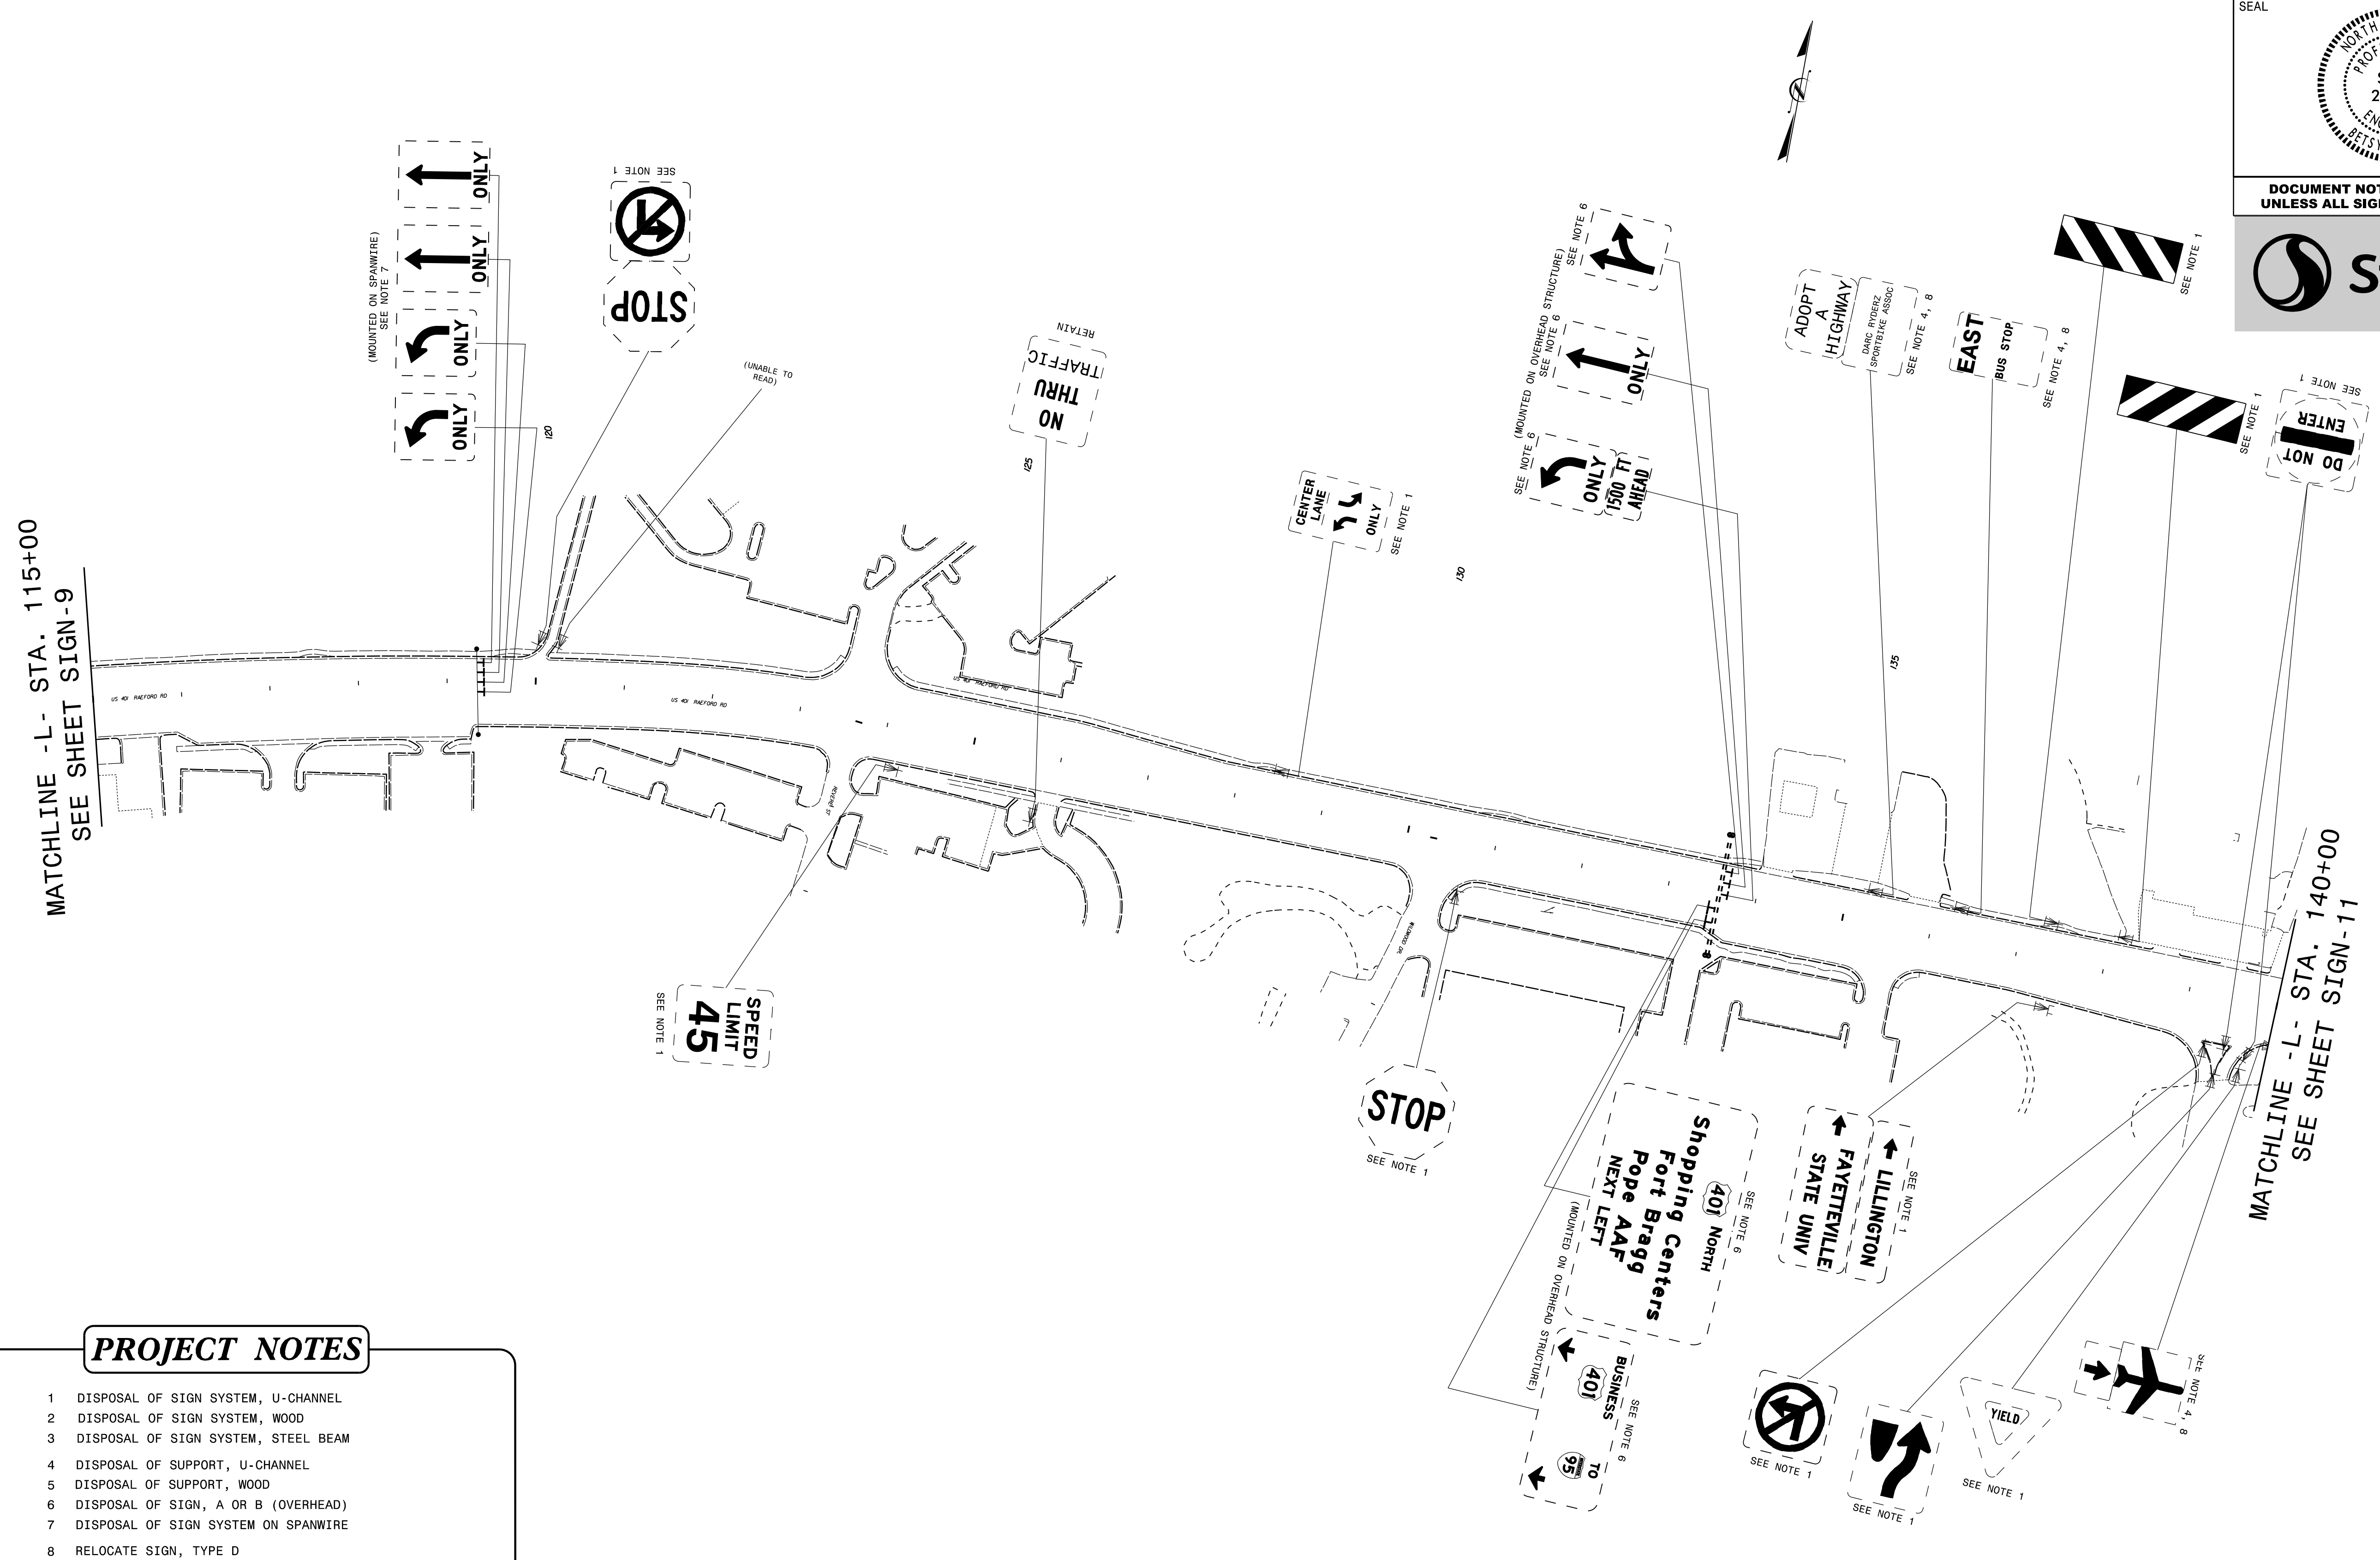 SEAL
DOCUMENT NOT
UNLESS ALL SIG
ONLY
ONLY
ONLY
ONLY
(MOUNTED ON SPANWIRE)
SEE NOTE 7
SEE NOTE 1
STOP
(UNABLE TO
READ)
RETAIN
NO
THRU
TRAFFIC
CENTER
LANE
ONLY
SEE NOTE 1
SEE NOTE 6
(MOUNTED ON OVERHEAD STRUCTURE)
SEE NOTE 6
ONLY
SEE NOTE 6
ONLY
1500 FT
AHEAD
ADOPT
A
HIGHWAY
DARC RYDERZ
SPORTBIKE ASSOC
SEE NOTE 4, 8
EAST
BUS STOP
SEE NOTE 4, 8
SEE NOTE 1
SEE NOTE 1
SEE NOTE 1
DO NOT
ENTER
120
125
130
135
MATCHLINE -L- STA. 115+00
SEE SHEET SIGN-9
US 401 RAEFORD RD
US 401 RAEFORD RD
US 401 RAEFORD RD
REVERE ST
WILDWOOD DR.
MATCHLINE -L- STA. 140+00
SEE SHEET SIGN-11
SPEED
LIMIT
45
SEE NOTE 1
STOP
SEE NOTE 1
SEE NOTE 6
401 NORTH
Shopping Centers
Fort Bragg
Pope AAF
NEXT LEFT
(MOUNTED ON OVERHEAD STRUCTURE)
BUSINESS
401
TO
95
SEE NOTE 6
LILLINGTON
FAYETTEVILLE
STATE UNIV
SEE NOTE 1
SEE NOTE 1
SEE NOTE 1
YIELD
SEE NOTE 1
SEE NOTE 4, 8
PROJECT NOTES
1 DISPOSAL OF SIGN SYSTEM, U-CHANNEL
2 DISPOSAL OF SIGN SYSTEM, WOOD
3 DISPOSAL OF SIGN SYSTEM, STEEL BEAM
4 DISPOSAL OF SUPPORT, U-CHANNEL
5 DISPOSAL OF SUPPORT, WOOD
6 DISPOSAL OF SIGN, A OR B (OVERHEAD)
7 DISPOSAL OF SIGN SYSTEM ON SPANWIRE
8 RELOCATE SIGN, TYPE D